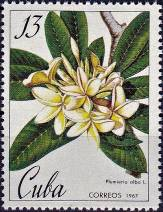 13
Plumeria alba L.
Cuba
CORREOS 1967